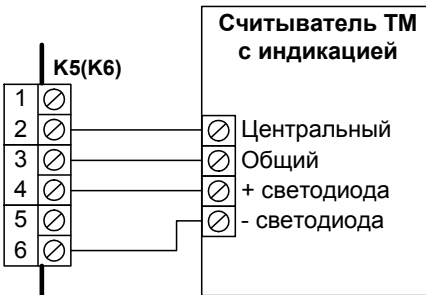 Считыватель ТМ
с индикацией
K5(K6)
1
2
3
4
5
6
Центральный
Общий
+ светодиода
- светодиода